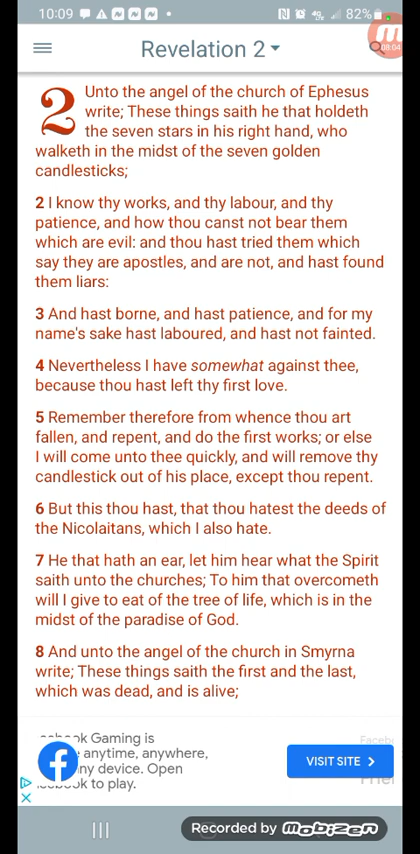 10:09 82%
08:04
Revelation 2
2 Unto the angel of the church of Ephesus
write; These things saith he that holdeth
the seven stars in his right hand, who
walketh in the midst of the seven golden
candlesticks;
2 I know thy works, and thy labour, and thy
patience, and how thou canst not bear them
which are evil: and thou hast tried them which
say they are apostles, and are not, and hast found
them liars:
3 And hast borne, and hast patience, and for my
name's sake hast laboured, and hast not fainted.
4 Nevertheless I have somewhat against thee,
because thou hast left thy first love.
5 Remember therefore from whence thou art
fallen, and repent, and do the first works; or else
I will come unto thee quickly, and will remove thy
candlestick out of his place, except thou repent.
6 But this thou hast, that thou hatest the deeds of
the Nicolaitans, which I also hate.
7 He that hath an ear, let him hear what the Spirit
saith unto the churches; To him that overcometh
will I give to eat of the tree of life, which is in the
midst of the paradise of God.
8 And unto the angel of the church in Smyrna
write; These things saith the first and the last,
which was dead, and is alive;
Gaming is
anytime, anywhere,
device. Open
to play.
VISIT SITE
Recorded by mobizen